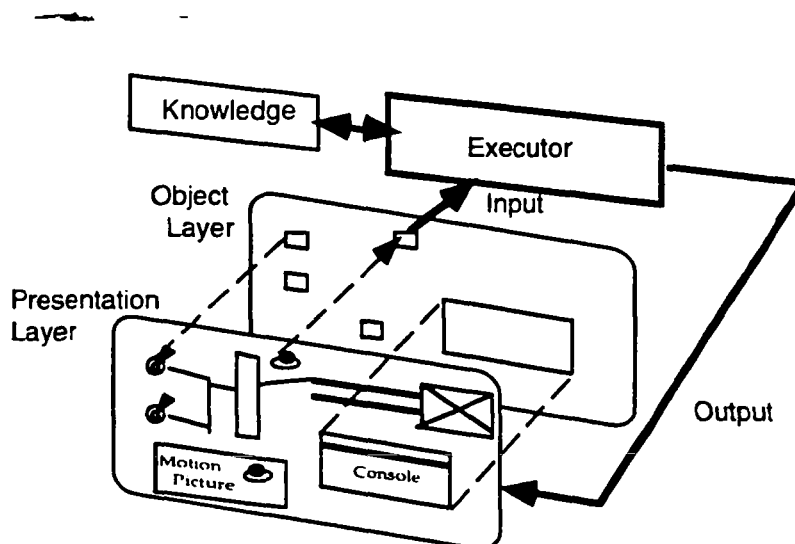 Knowledge
Executor
Object
Layer
Input
Presentation
Layer
Output
Motion
Picture
Console